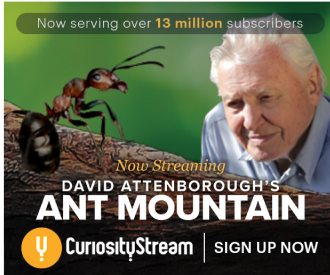 Now serving over 13 million subscribers
Now Streaming
DAVID ATTENBOROUGH'S
ANT MOUNTAIN
CURIOSITYSTREAM
SIGN UP NOW